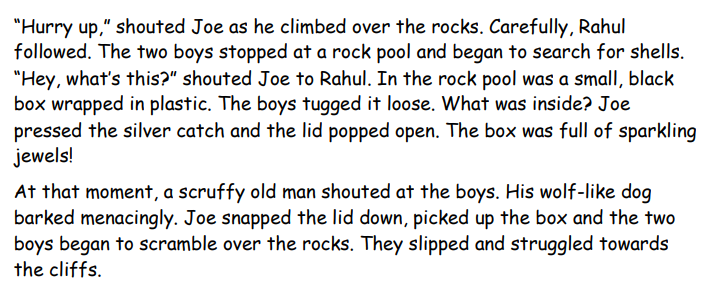 “Hurry up,” shouted Joe as he climbed over the rocks. Carefully, Rahul
followed. The two boys stopped at a rock pool and began to search for shells.
“Hey, what’s this?” shouted Joe to Rahul. In the rock pool was a small, black
box wrapped in plastic. The boys tugged it loose. What was inside? Joe
pressed the silver catch and the lid popped open. The box was full of sparkling
jewels!
At that moment, a scruffy old man shouted at the boys. His wolf-like dog
barked menacingly. Joe snapped the lid down, picked up the box and the two
boys began to scramble over the rocks. They slipped and struggled towards
the cliffs.